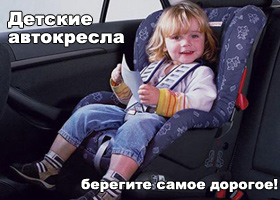 Детские
автокресла
берегите самое дорогое!